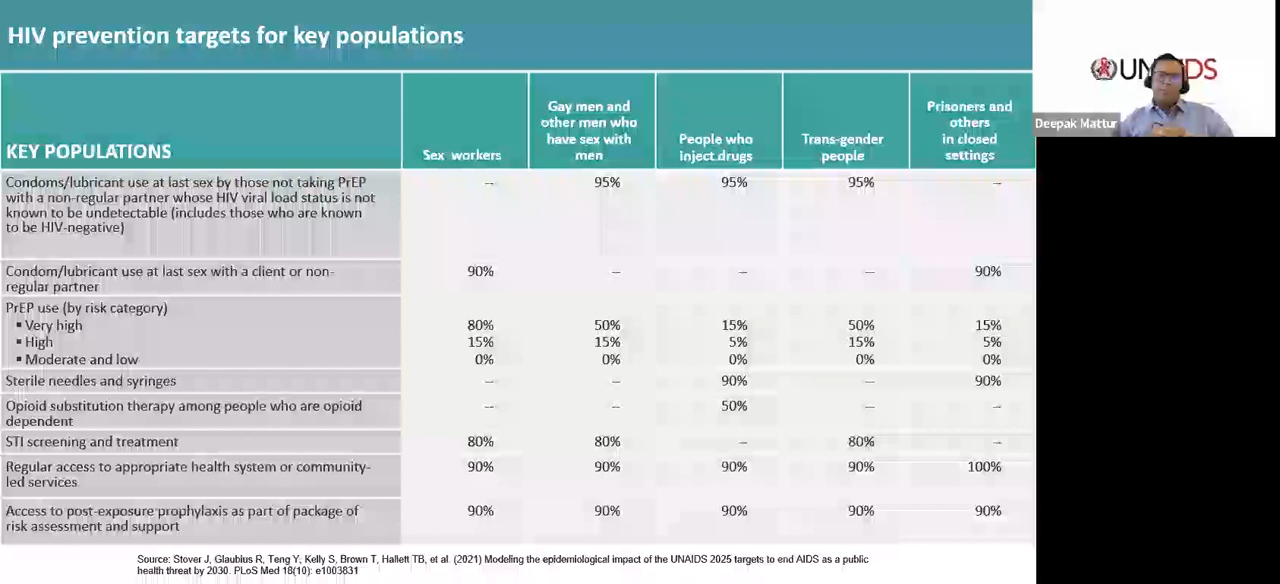 HIV prevention targets for key populations
KEY POPULATIONS
Sex workers
Gay men and
other men who
have sex with
men
People who
inject drugs
Trans-gender
people
Prisoners and
others
in closed
settings
Condoms/lubricant use at last sex by those not taking PrEP – 95% 95% 95% –
with a non-regular partner whose HIV viral load status is not
known to be undetectable (includes those who are known
to be HIV-negative)
Condom/lubricant use at last sex with a client or non- 90% – – – 90%
regular partner
PrEP use (by risk category)
▪ Very high 80% 50% 15% 50% 15%
▪ High 15% 15% 5% 15% 5%
▪ Moderate and low 0% 0% 0% 0% 0%
Sterile needles and syringes – – 90% – 90%
Opioid substitution therapy among people who are opioid – – 50% – –
dependent
STI screening and treatment 80% 80% – 80% –
Regular access to appropriate health system or community- 90% 90% 90% 90% 100%
led services
Access to post-exposure prophylaxis as part of package of 90% 90% 90% 90% 90%
risk assessment and support
Source: Stover J, Glaubius R, Teng Y, Kelly S, Brown T, Hallett TB, et al. (2021) Modeling the epidemiological impact of the UNAIDS 2025 targets to end AIDS as a public
health threat by 2030. PLoS Med 18(10): e1003831
Deepak Mattur